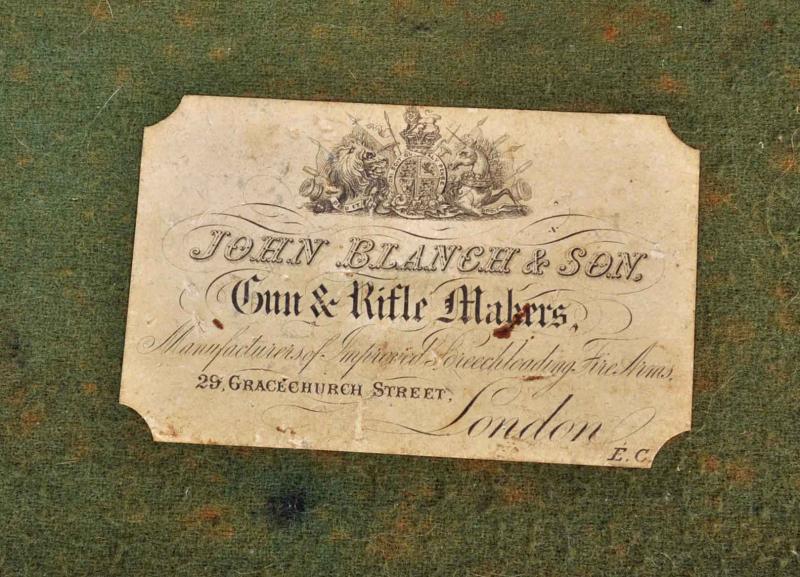 JOHN BLANCH & SON,
Gun & Rifle Makers,
Manufacturers of Improved Breechloading Fire Arms,
29, GRACECHURCH STREET,
London
E.C.